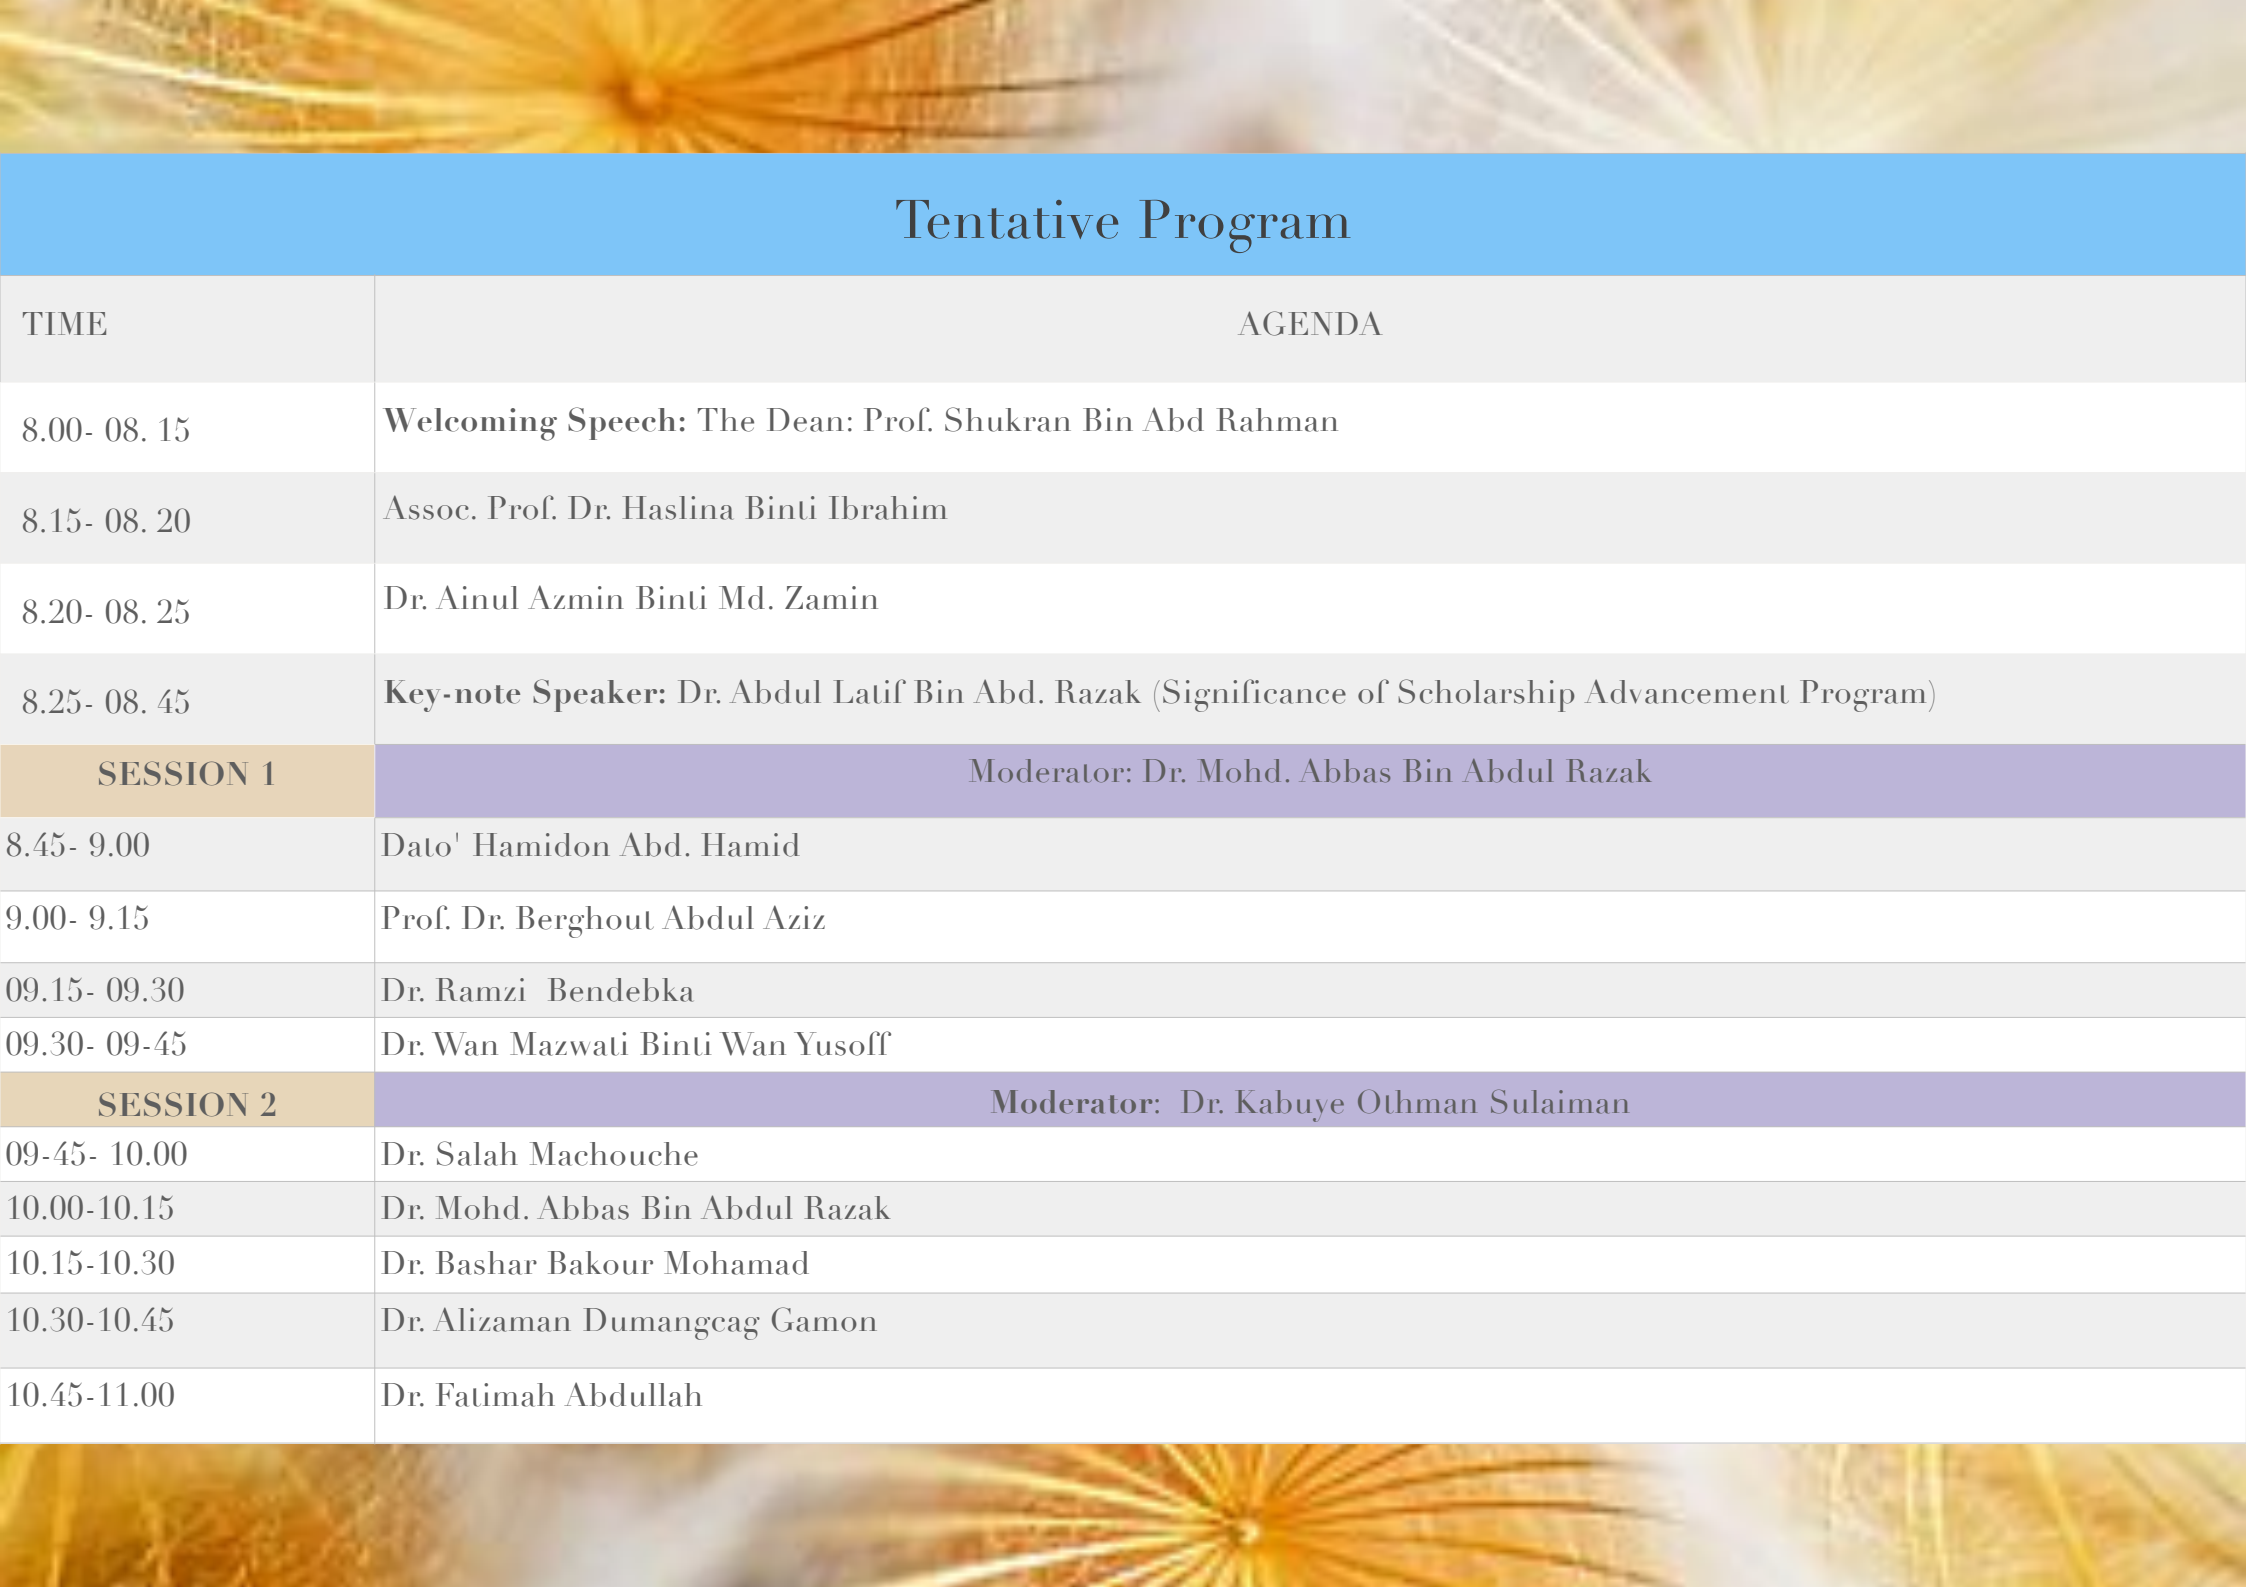 Tentative Program
TIME AGENDA
8.00- 08. 15 Welcoming Speech: The Dean: Prof. Shukran Bin Abd Rahman
8.15- 08. 20 Assoc. Prof. Dr. Haslina Binti Ibrahim
8.20- 08. 25 Dr. Ainul Azmin Binti Md. Zamin
8.25- 08. 45 Key-note Speaker: Dr. Abdul Latif Bin Abd. Razak (Significance of Scholarship Advancement Program)
SESSION 1 Moderator: Dr. Mohd. Abbas Bin Abdul Razak
8.45- 9.00 Dato' Hamidon Abd. Hamid
9.00- 9.15 Prof. Dr. Berghout Abdul Aziz
09.15- 09.30 Dr. Ramzi  Bendebka
09.30- 09-45 Dr. Wan Mazwati Binti Wan Yusoff
SESSION 2 Moderator:  Dr. Kabuye Othman Sulaiman
09-45- 10.00 Dr. Salah Machouche
10.00-10.15 Dr. Mohd. Abbas Bin Abdul Razak
10.15-10.30 Dr. Bashar Bakour Mohamad
10.30-10.45 Dr. Alizaman Dumangcag Gamon
10.45-11.00 Dr. Fatimah Abdullah